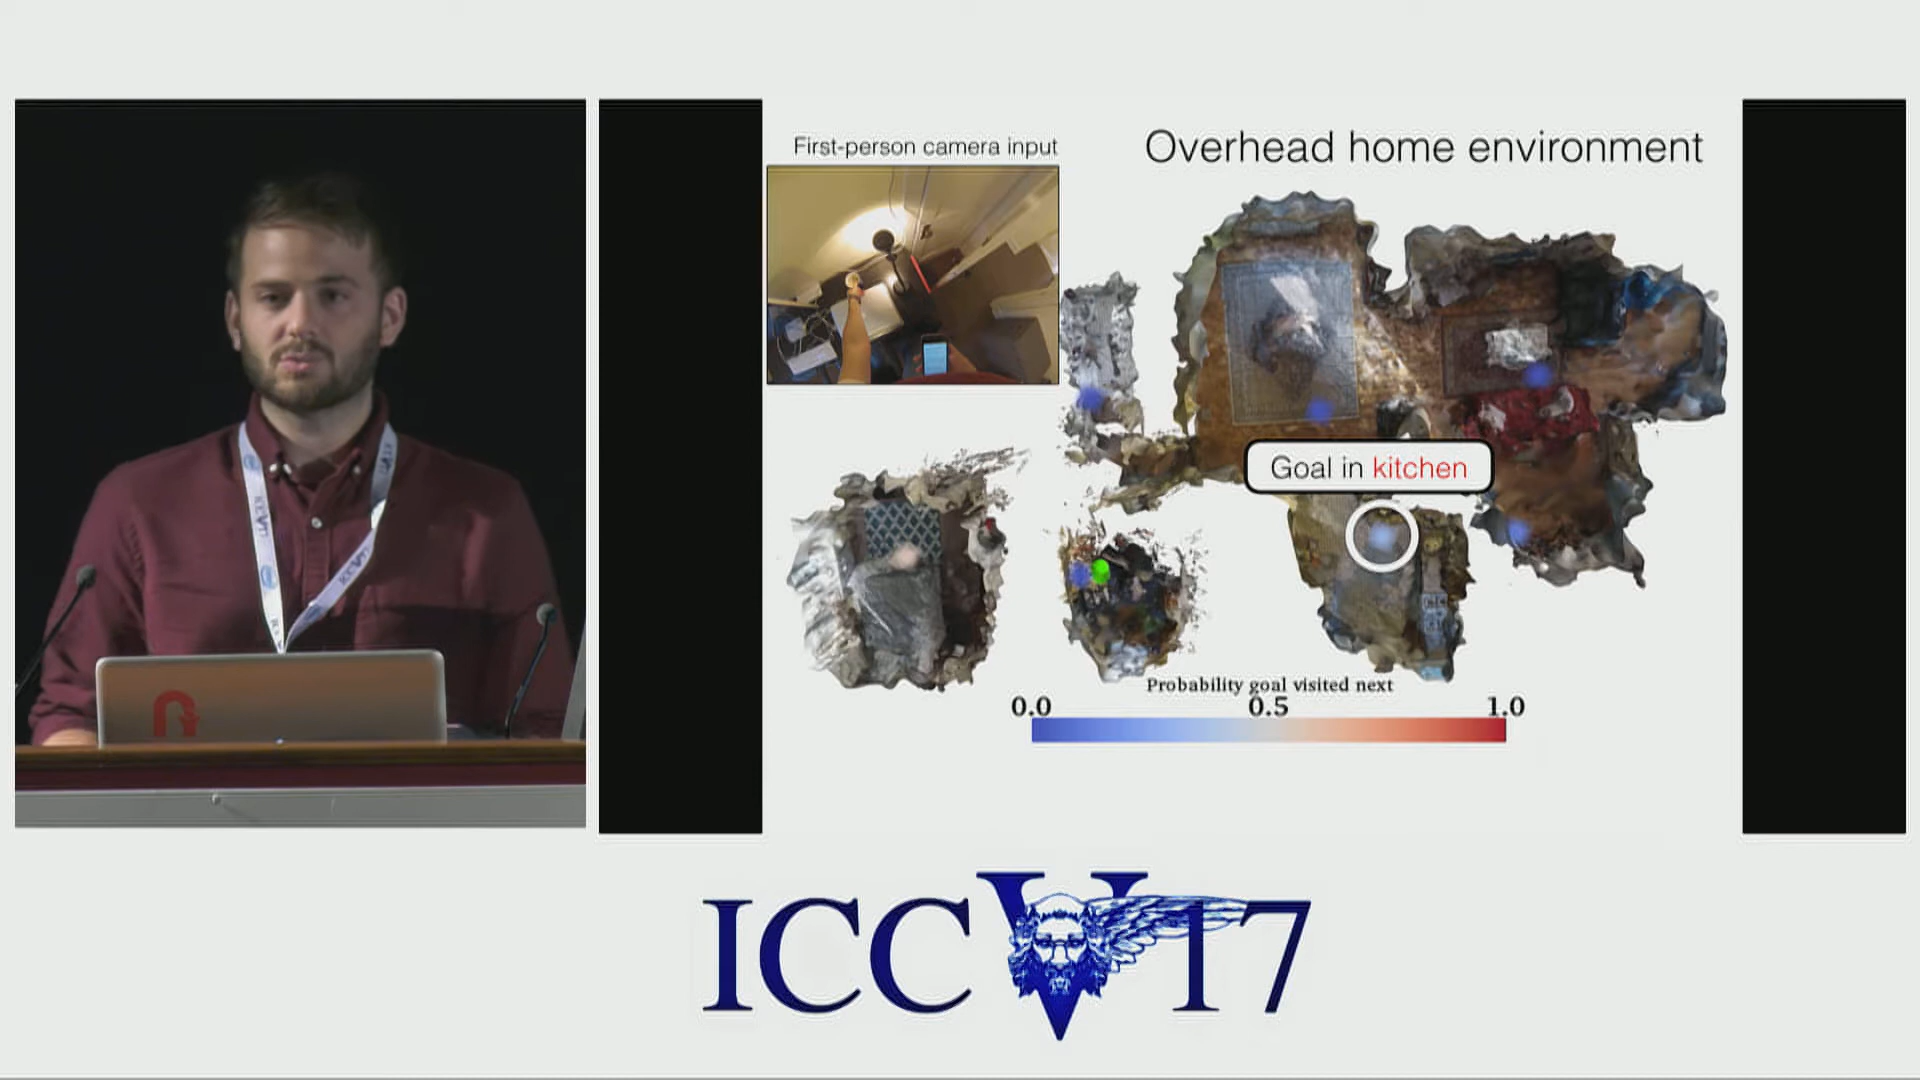 First-person camera input
Overhead home environment
Goal in kitchen
Probability goal visited next
0.0 0.5 1.0
ICCV17